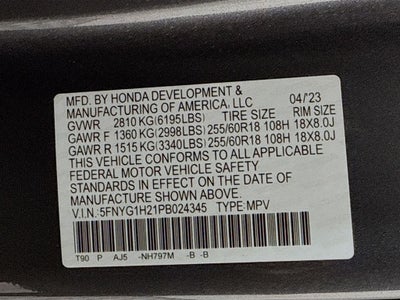 MFD. BY HONDA DEVELOPMENT &
MANUFACTURING OF AMERICA, LLC 04/'23
GVWR 2810 KG(6195LBS) TIRE SIZE RIM SIZE
GAWR F 1360 KG(2998LBS) 255/60R18 108H 18X8.0J
GAWR R 1515 KG(3340LBS) 255/60R18 108H 18X8.0J
THIS VEHICLE CONFORMS TO ALL APPLICABLE
FEDERAL MOTOR VEHICLE SAFETY
STANDARDS IN EFFECT ON THE DATE OF
MANUFACTURE SHOWN ABOVE.
V.I.N.: 5FNYG1H21PB024345 TYPE: MPV
T90 P AJ5 -NH797M -B -B